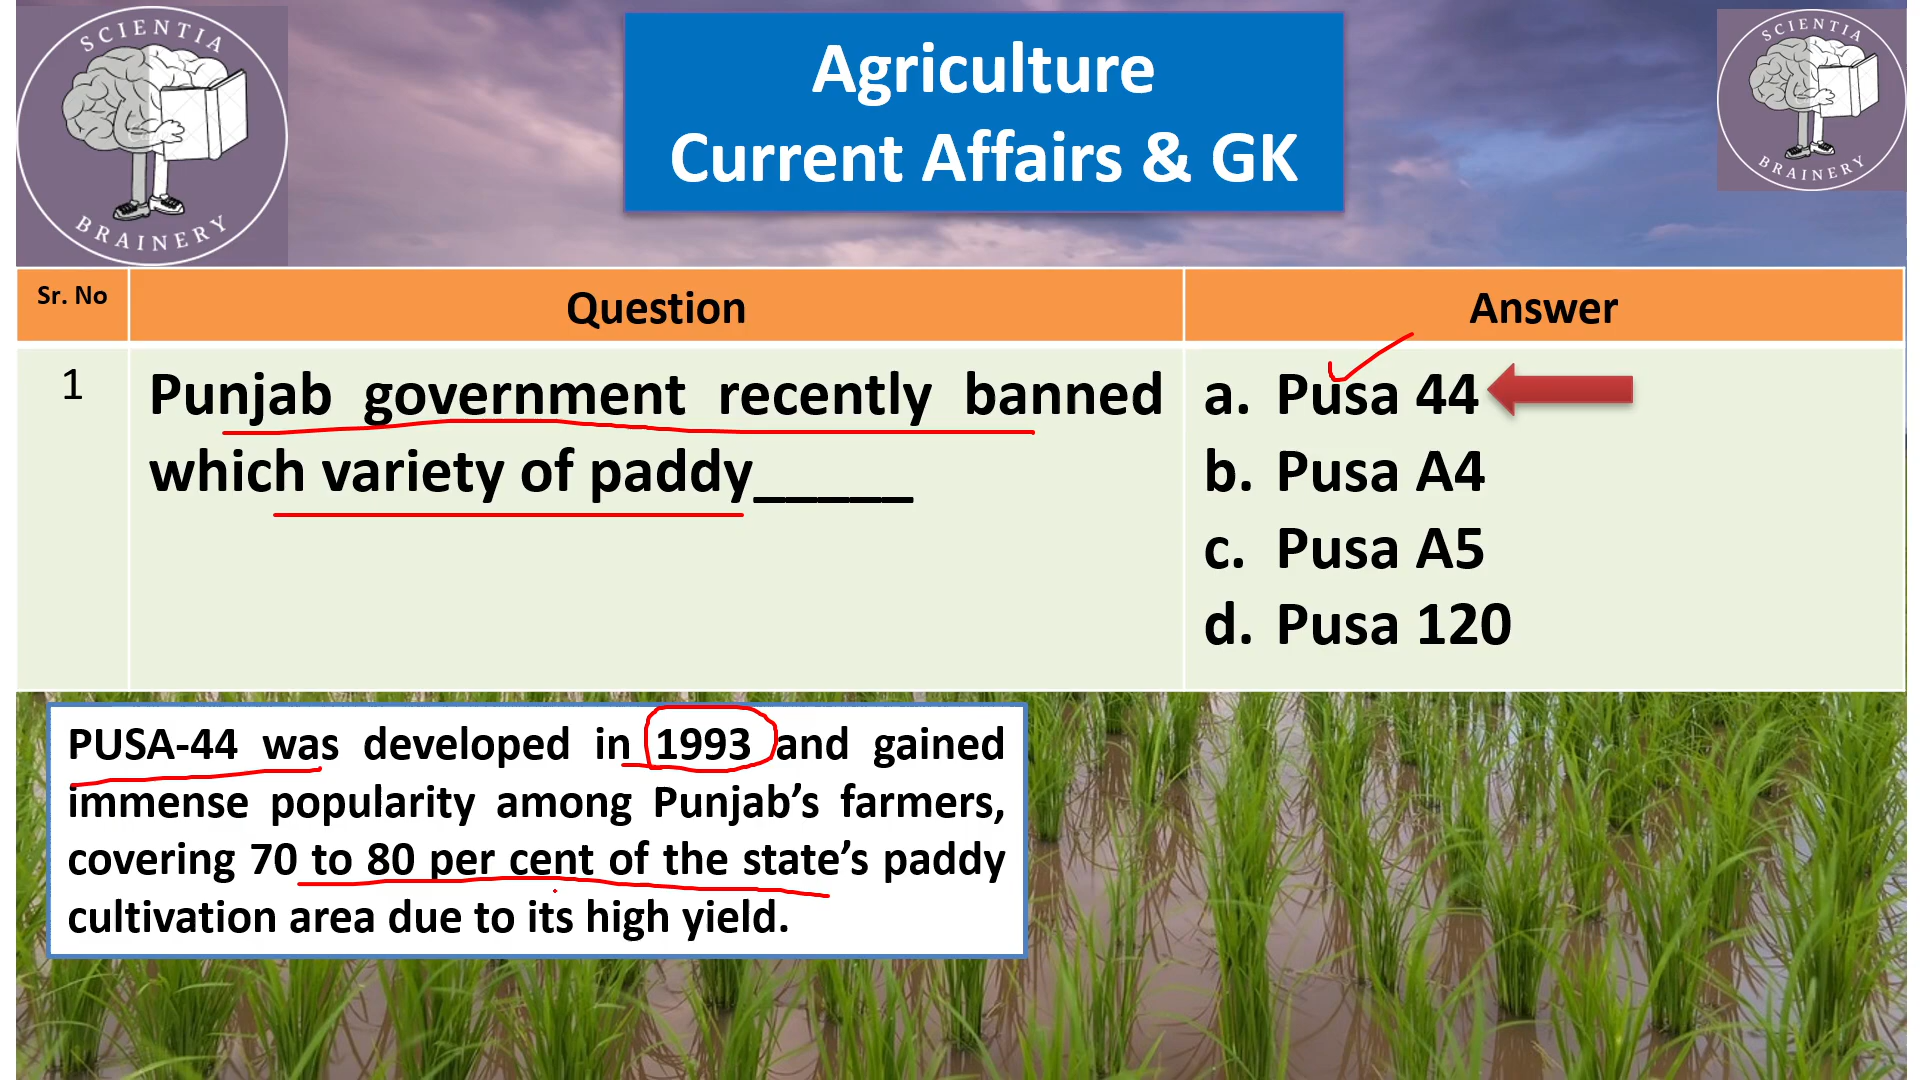 SCIENTIA
BRAINERY
Agriculture
Current Affairs & GK
SCIENTIA
BRAINERY
Sr. No
Question
Answer
1
Punjab government recently banned
which variety of paddy_____
a. Pusa 44
b. Pusa A4
c. Pusa A5
d. Pusa 120
PUSA-44 was developed in 1993 and gained
immense popularity among Punjab’s farmers,
covering 70 to 80 per cent of the state’s paddy
cultivation area due to its high yield.